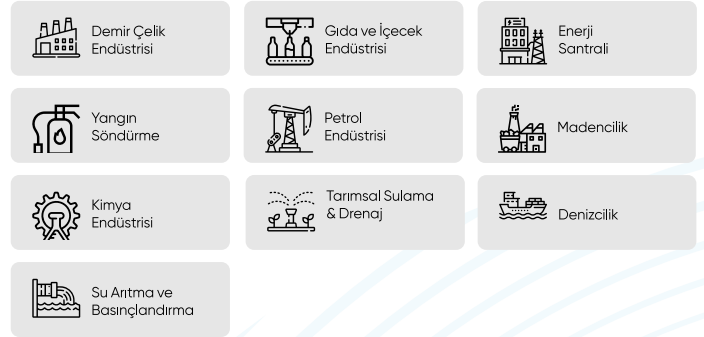 Demir Çelik
Endüstrisi
Gıda ve İçecek
Endüstrisi
Enerji
Santrali
Yangın
Söndürme
Petrol
Endüstrisi
Madencilik
Kimya
Endüstrisi
Tarımsal Sulama
& Drenaj
Denizcilik
Su Arıtma ve
Basınçlandırma